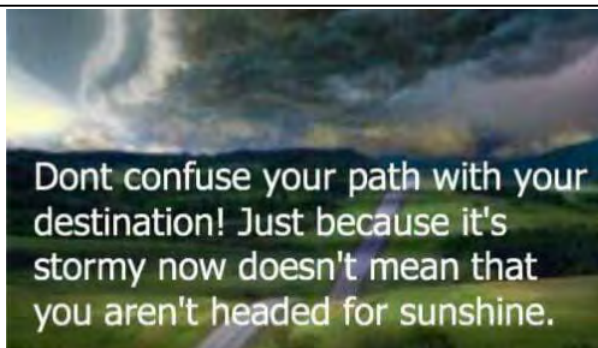 Dont confuse your path with your
destination! Just because it's
stormy now doesn't mean that
you aren't headed for sunshine.